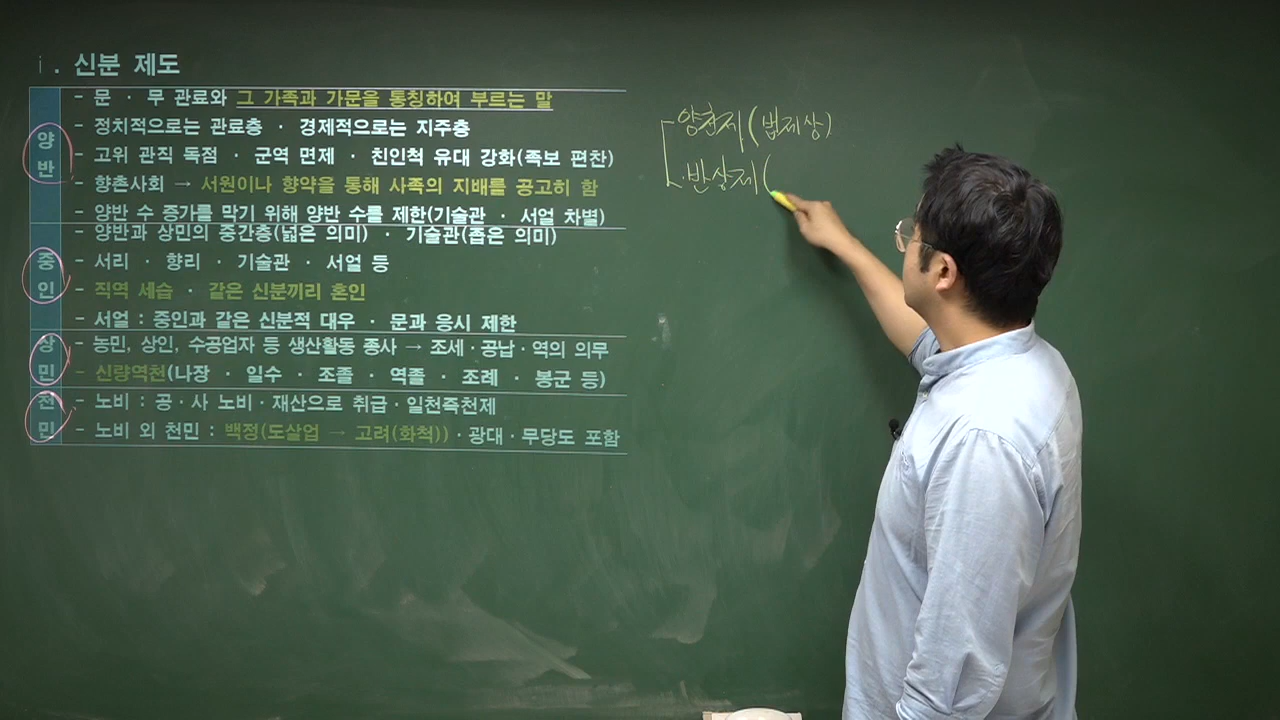 ⅰ. 신분 제도
양반
- 문 · 무 관료와 그 가족과 가문을 통칭하여 부르는 말
- 정치적으로는 관료층 · 경제적으로는 지주층
- 고위 관직 독점 · 군역 면제 · 친인척 유대 강화(족보 편찬)
- 향촌사회 → 서원이나 향약을 통해 사족의 지배를 공고히 함
- 양반 수 증가를 막기 위해 양반 수를 제한(기술관 · 서얼 차별)
중인
- 양반과 상민의 중간층(넓은 의미) · 기술관(좁은 의미)
- 서리 · 향리 · 기술관 · 서얼 등
- 직역 세습 · 같은 신분끼리 혼인
- 서얼 : 중인과 같은 신분적 대우 · 문과 응시 제한
상민
- 농민, 상인, 수공업자 등 생산활동 종사 → 조세·공납·역의 의무
- 신량역천(나장 · 일수 · 조졸 · 역졸 · 조례 · 봉군 등)
천민
- 노비 : 공·사 노비·재산으로 취급·일천즉천제
- 노비 외 천민 : 백정(도살업 → 고려(화척))·광대·무당도 포함
양천제(법제상)
반상제(